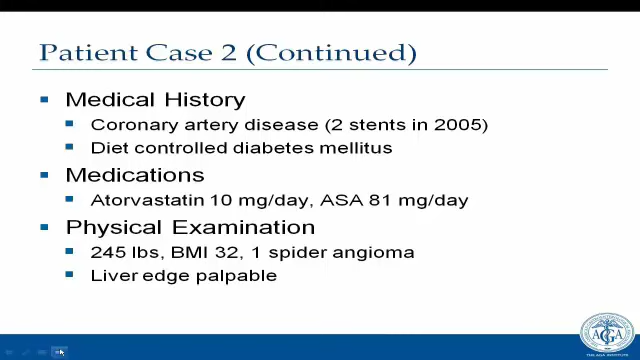 Patient Case 2 (Continued)
Medical History
Coronary artery disease (2 stents in 2005)
Diet controlled diabetes mellitus
Medications
Atorvastatin 10 mg/day, ASA 81 mg/day
Physical Examination
245 lbs, BMI 32, 1 spider angioma
Liver edge palpable
AGA
THE AGA INSTITUTE